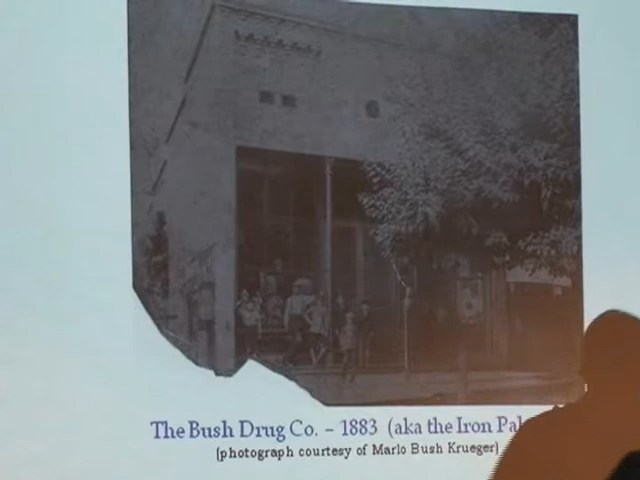 The Bush Drug Co. – 1883 (aka the Iron
(photograph courtesy of Marlo Bush Krueger)